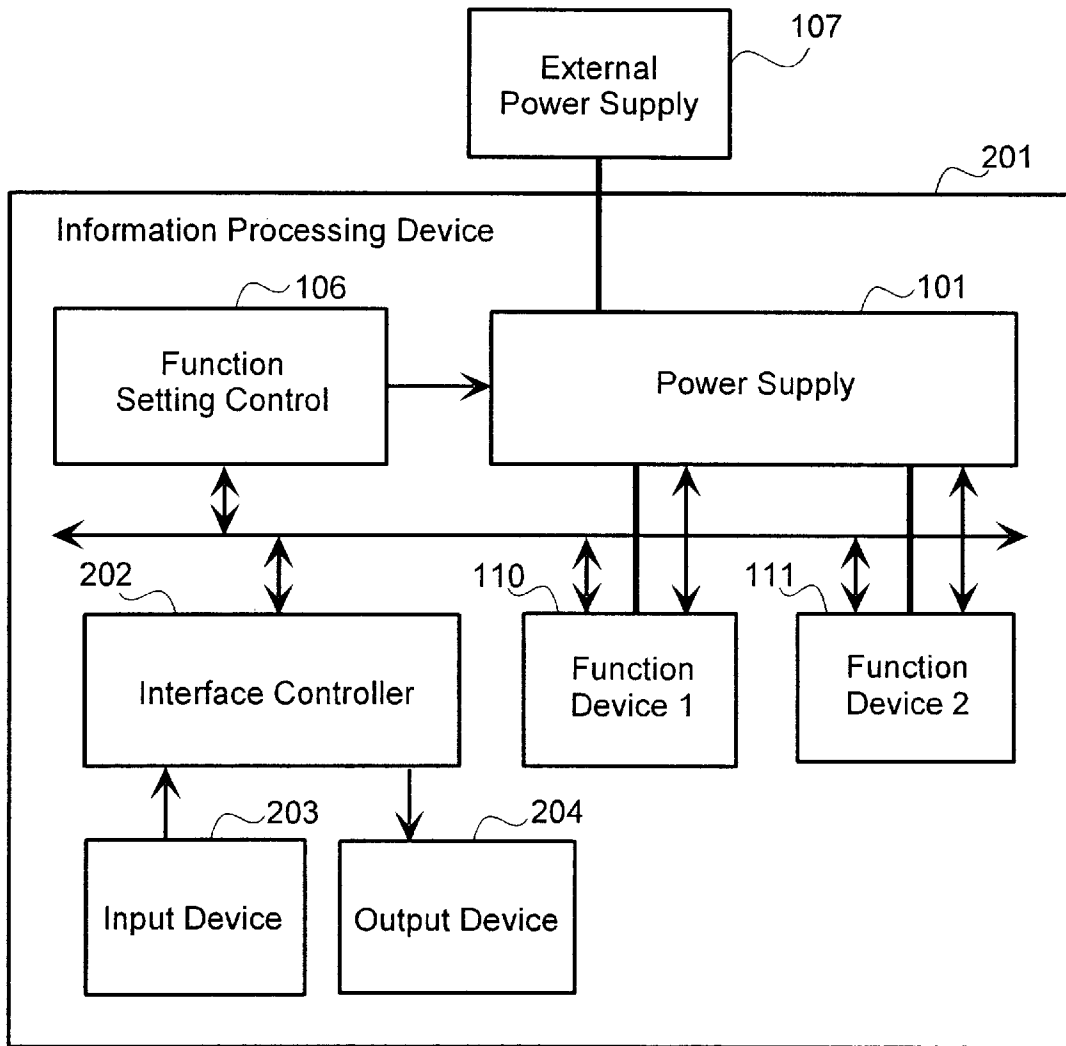 107
External
Power Supply
201
Information Processing Device
106
101
Function
Setting Control
Power Supply
202
110
111
Interface Controller
Function
Device 1
Function
Device 2
203
204
Input Device
Output Device